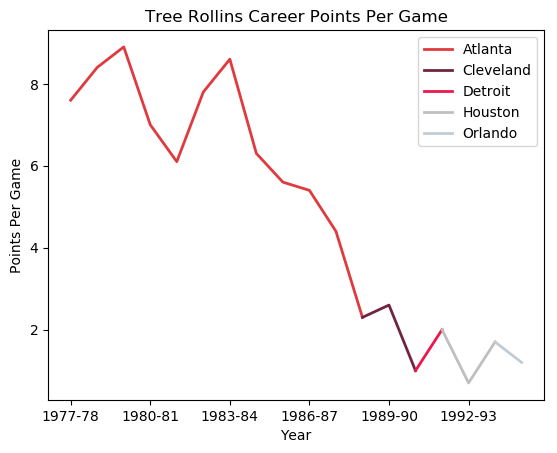 Tree Rollins Career Points Per Game
Atlanta
Cleveland
Detroit
Houston
Orlando
Points Per Game
8
6
4
2
1977-78 1980-81 1983-84 1986-87 1989-90 1992-93
Year